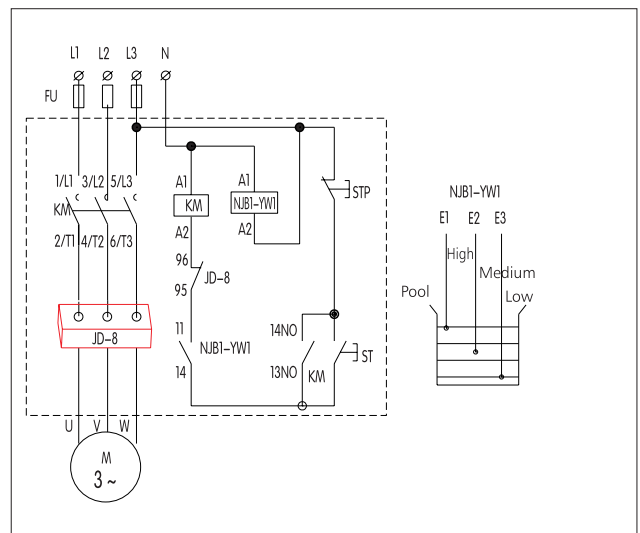 L1 L2 L3 N
FU
1/L1 3/L2 5/L3
KM
2/T1 4/T2 6/T3
A1
KM
A2
A1
NJB1-YW1
A2
STP
96
JD-8
95
11
NJB1-YW1
14
14NO
13NO KM
ST
JD-8
U V W
M
3~
NJB1-YW1
E1 E2 E3
High
Medium
Pool Low